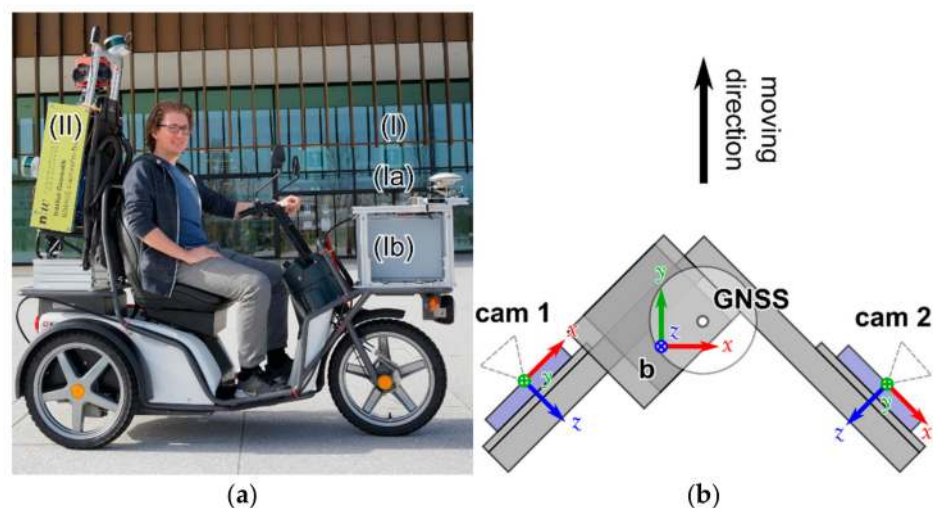 (II)
(I)
(Ia)
(Ib)
moving
direction
GNSS
cam 1
cam 2
y
z
x
b
x
y
z
y
z
x
(a)
(b)